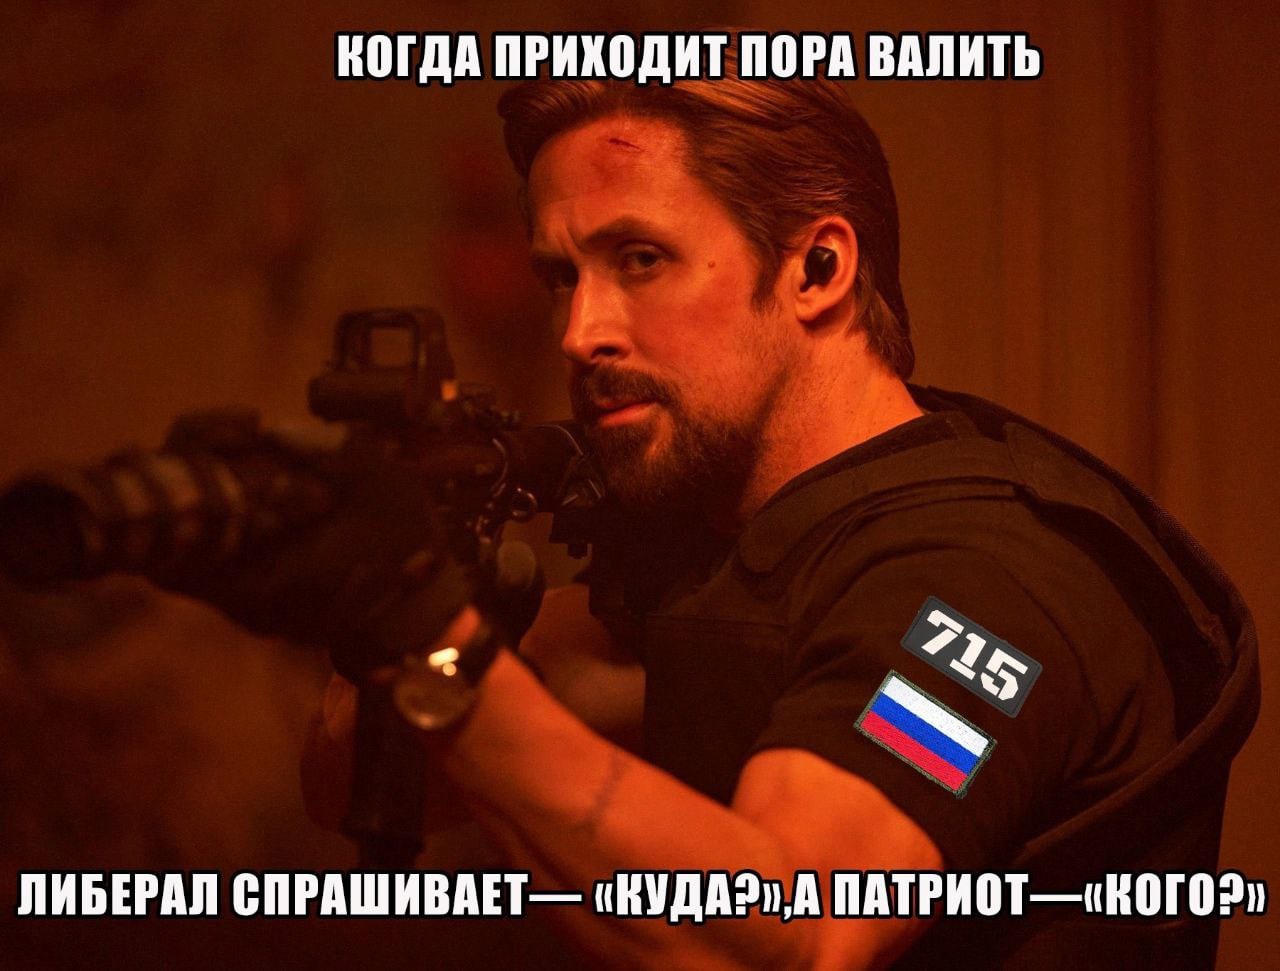 КОГДА ПРИХОДИТ ПОРА ВАЛИТЬ
715
ЛИБЕРАЛ СПРАШИВАЕТ— «КУДА?»,А ПАТРИОТ—«КОГО?»